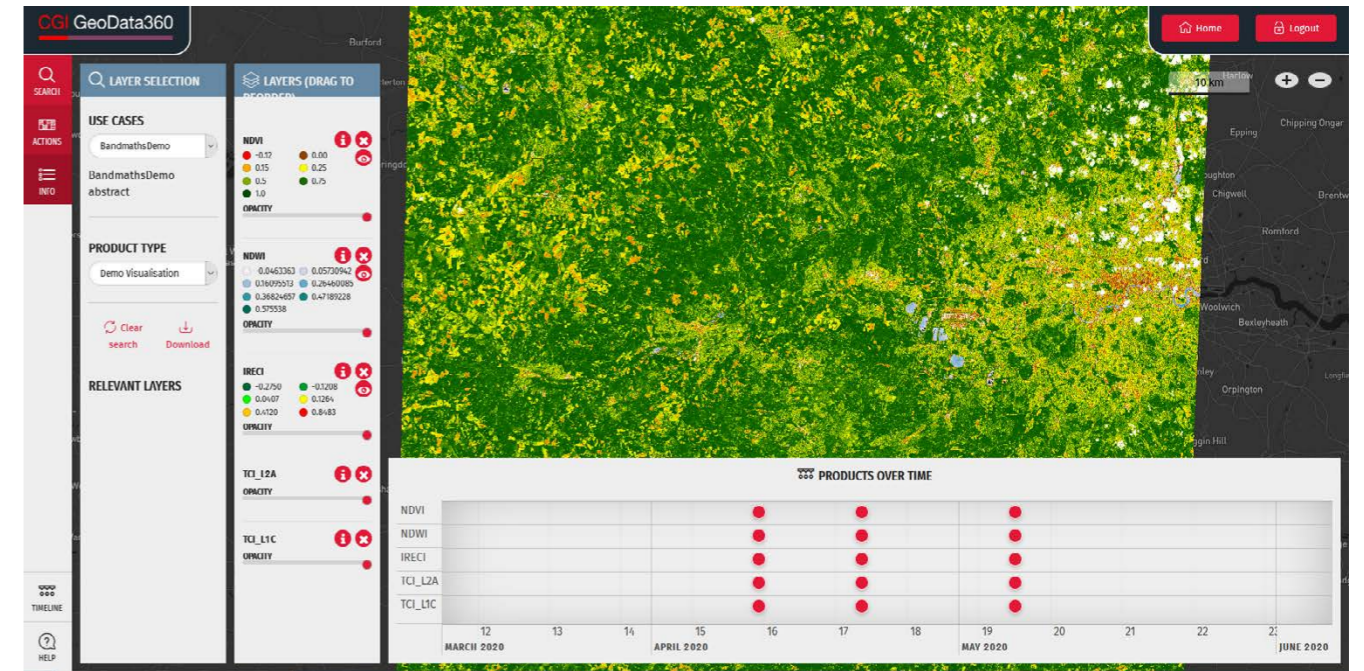 CGI GeoData360
Home
Logout
Burford
SEARCH
ACTIONS
INFO
TIMELINE
HELP
LAYER SELECTION
USE CASES
BandmathsDemo
BandmathsDemo
abstract
PRODUCT TYPE
Demo Visualisation
Clear
search
Download
RELEVANT LAYERS
LAYERS (DRAG TO
REORDER)
NDVI
-0.12 0.00
0.15 0.25
0.5 0.75
1.0
OPACITY
NDWI
-0.0463363 0.05730942
0.16095513 0.26460085
0.36824657 0.47189228
0.575538
OPACITY
IRECI
-0.2750 -0.1208
0.0407 0.1264
0.4120 0.8483
OPACITY
TCI_L2A
OPACITY
TCI_L1C
OPACITY
10 km
Harlow
Epping
Chipping Ongar
Chigwell
Romford
Woolwich
Bexleyheath
Orpington
PRODUCTS OVER TIME
NDVI
NDWI
IRECI
TCI_L2A
TCI_L1C
12 13 14 15 16 17 18 19 20 21 22
MARCH 2020 APRIL 2020 MAY 2020 JUNE 2020